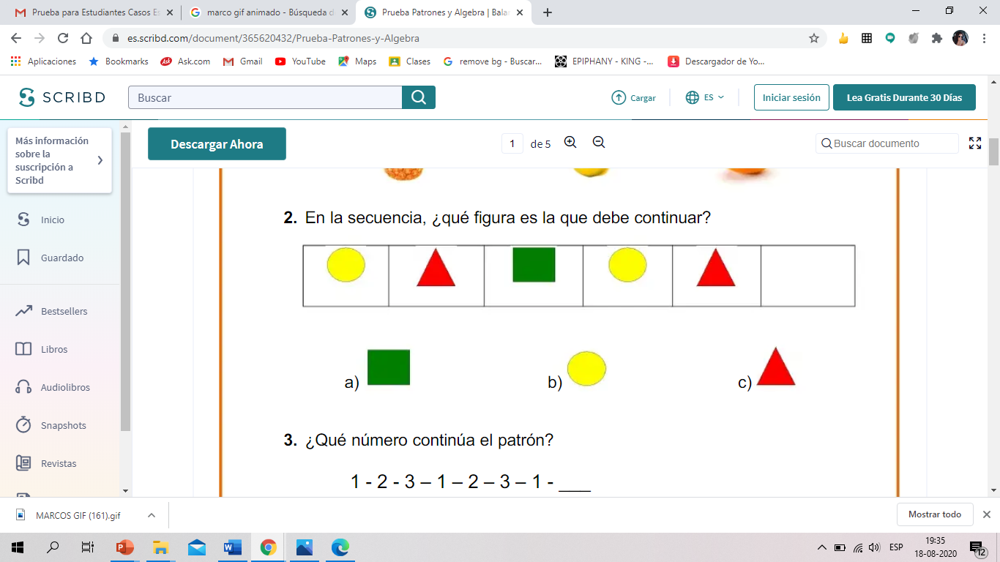 Prueba para Estudiantes Casos Es
marco gif animado - Búsqueda d
Prueba Patrones y Algebra | Bala
es.scribd.com/document/365620432/Prueba-Patrones-y-Algebra
Aplicaciones
Bookmarks
Ask
Ask.com
Gmail
YouTube
Maps
Clases
remove bg - Buscar...
EPIPHANY - KING -...
Descargador de Yo...
SCRIBD
Buscar
Cargar
ES
Iniciar sesión
Lea Gratis Durante 30 Días
Más información
sobre la
suscripción a
Scribd
Descargar Ahora
1 de 5
Buscar documento
Inicio
Guardado
Bestsellers
Libros
Audiolibros
Snapshots
Revistas
2. En la secuencia, ¿qué figura es la que debe continuar?
a)
b)
c)
3. ¿Qué número continúa el patrón?
1 - 2 - 3 – 1 – 2 – 3 – 1 - ___
MARCOS GIF (161).gif
Mostrar todo
ESP
19:35
18-08-2020
12